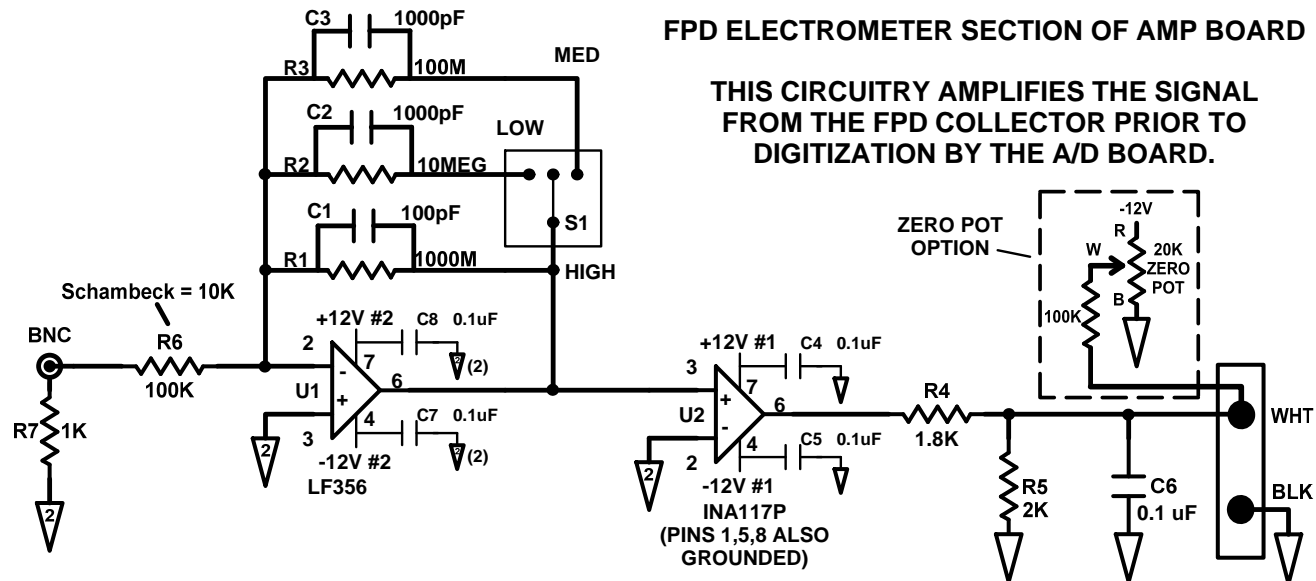 FPD ELECTROMETER SECTION OF AMP BOARD
THIS CIRCUITRY AMPLIFIES THE SIGNAL
FROM THE FPD COLLECTOR PRIOR TO
DIGITIZATION BY THE A/D BOARD.
C3
1000pF
R3
100M
MED
C2
1000pF
LOW
R2
10MEG
C1
100pF
S1
R1
1000M
HIGH
Schambeck = 10K
BNC
R6
100K
R7
1K
2
+12V #2
C8
0.1uF
2
(2)
2
7
-
U1
6
+
4
3
2
C7
0.1uF
2
(2)
-12V #2
LF356
+12V #1
C4
0.1uF
3
7
+
U2
6
-
4
2
2
C5
0.1uF
-12V #1
INA117P
(PINS 1,5,8 ALSO
GROUNDED)
R4
1.8K
R5
2K
C6
0.1 uF
ZERO POT
OPTION
-12V
R
W
20K
ZERO
POT
B
100K
WHT
BLK